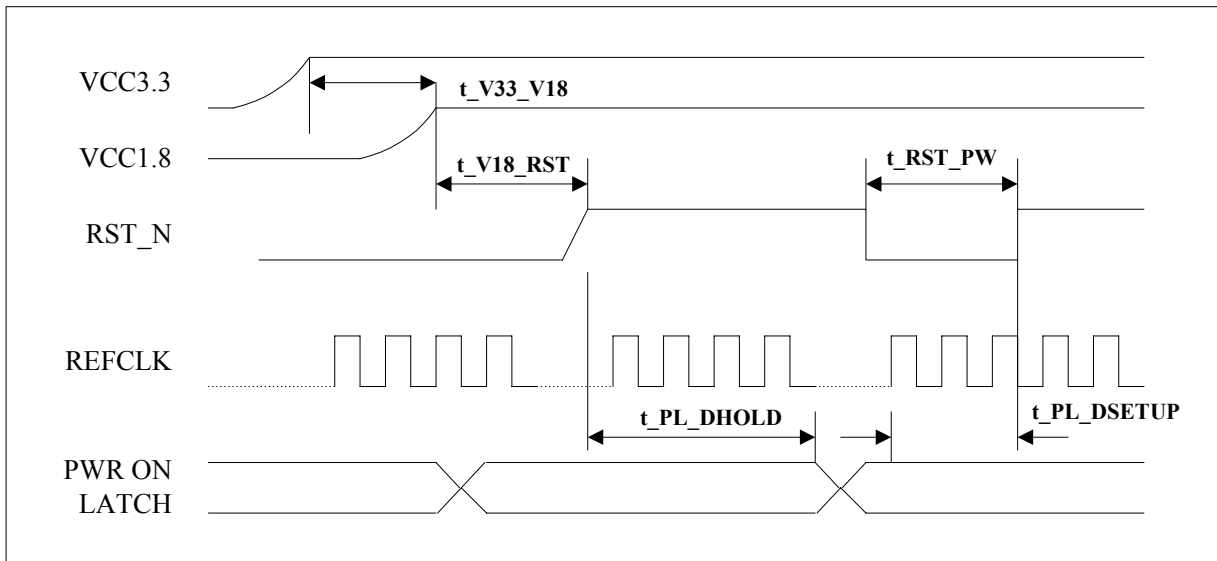 VCC3.3
t_V33_V18
VCC1.8
t_V18_RST
t_RST_PW
RST_N
REFCLK
t_PL_DHOLD
t_PL_DSETUP
PWR ON
LATCH